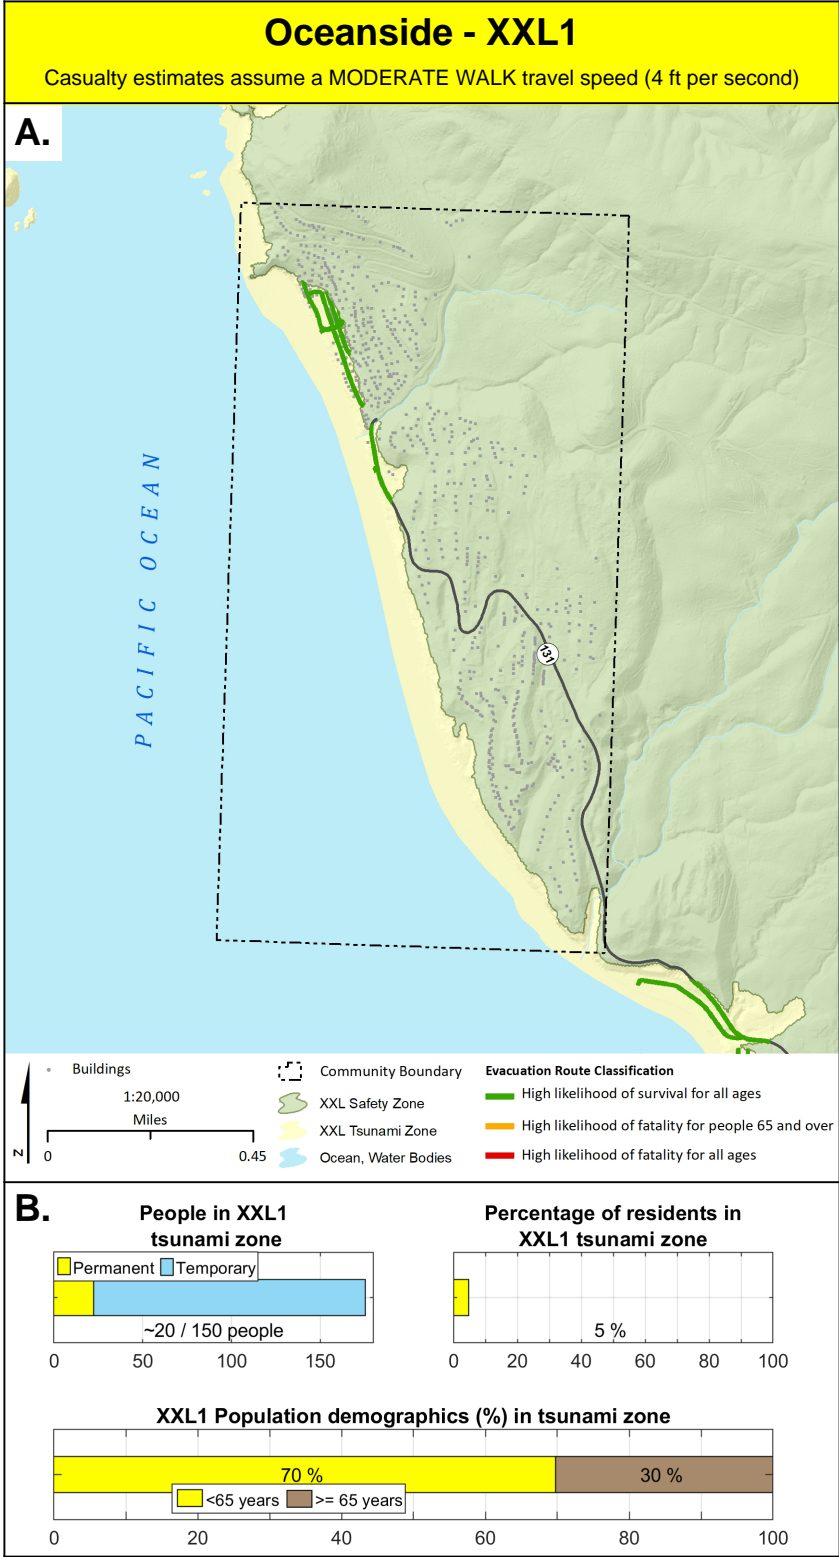 Oceanside - XXL1
Casualty estimates assume a MODERATE WALK travel speed (4 ft per second)
A.
PACIFIC OCEAN
131
Buildings
1:20,000
Miles
0 0.45
N
Community Boundary
XXL Safety Zone
XXL Tsunami Zone
Ocean, Water Bodies
Evacuation Route Classification
High likelihood of survival for all ages
High likelihood of fatality for people 65 and over
High likelihood of fatality for all ages
B.
People in XXL1
tsunami zone
Permanent Temporary
~20 / 150 people
0 50 100 150
Percentage of residents in
XXL1 tsunami zone
5 %
0 20 40 60 80 100
XXL1 Population demographics (%) in tsunami zone
70 % 30 %
<65 years >= 65 years
0 20 40 60 80 100